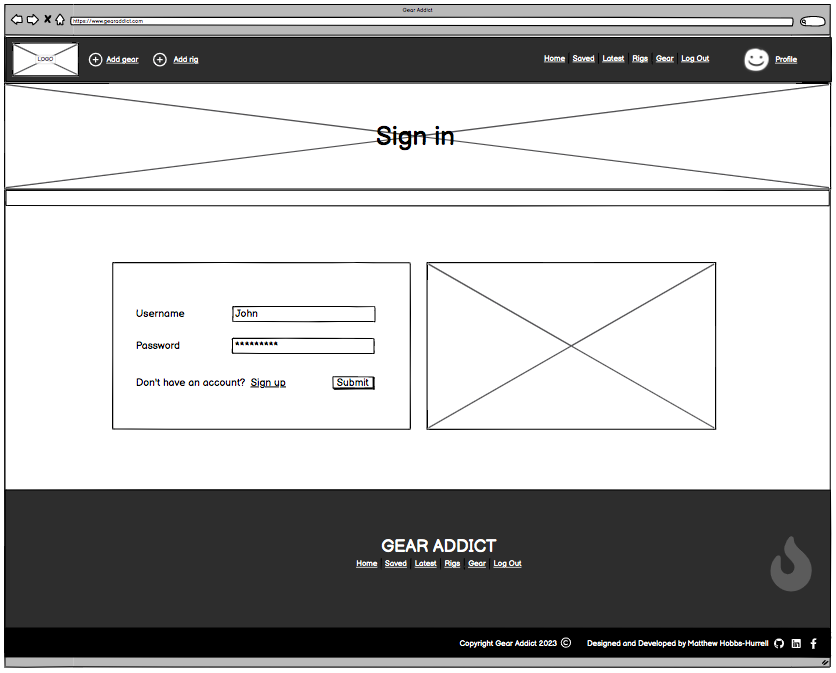 Gear Addict
https://www.gearaddict.com
LOGO
Add gear
Add rig
Home Saved Latest Rigs Gear Log Out
Profile
Sign in
Username John
Password *********
Don't have an account? Sign up
Submit
GEAR ADDICT
Home Saved Latest Rigs Gear Log Out
Copyright Gear Addict 2023 ©
Designed and Developed by Matthew Hobbs-Hurrell